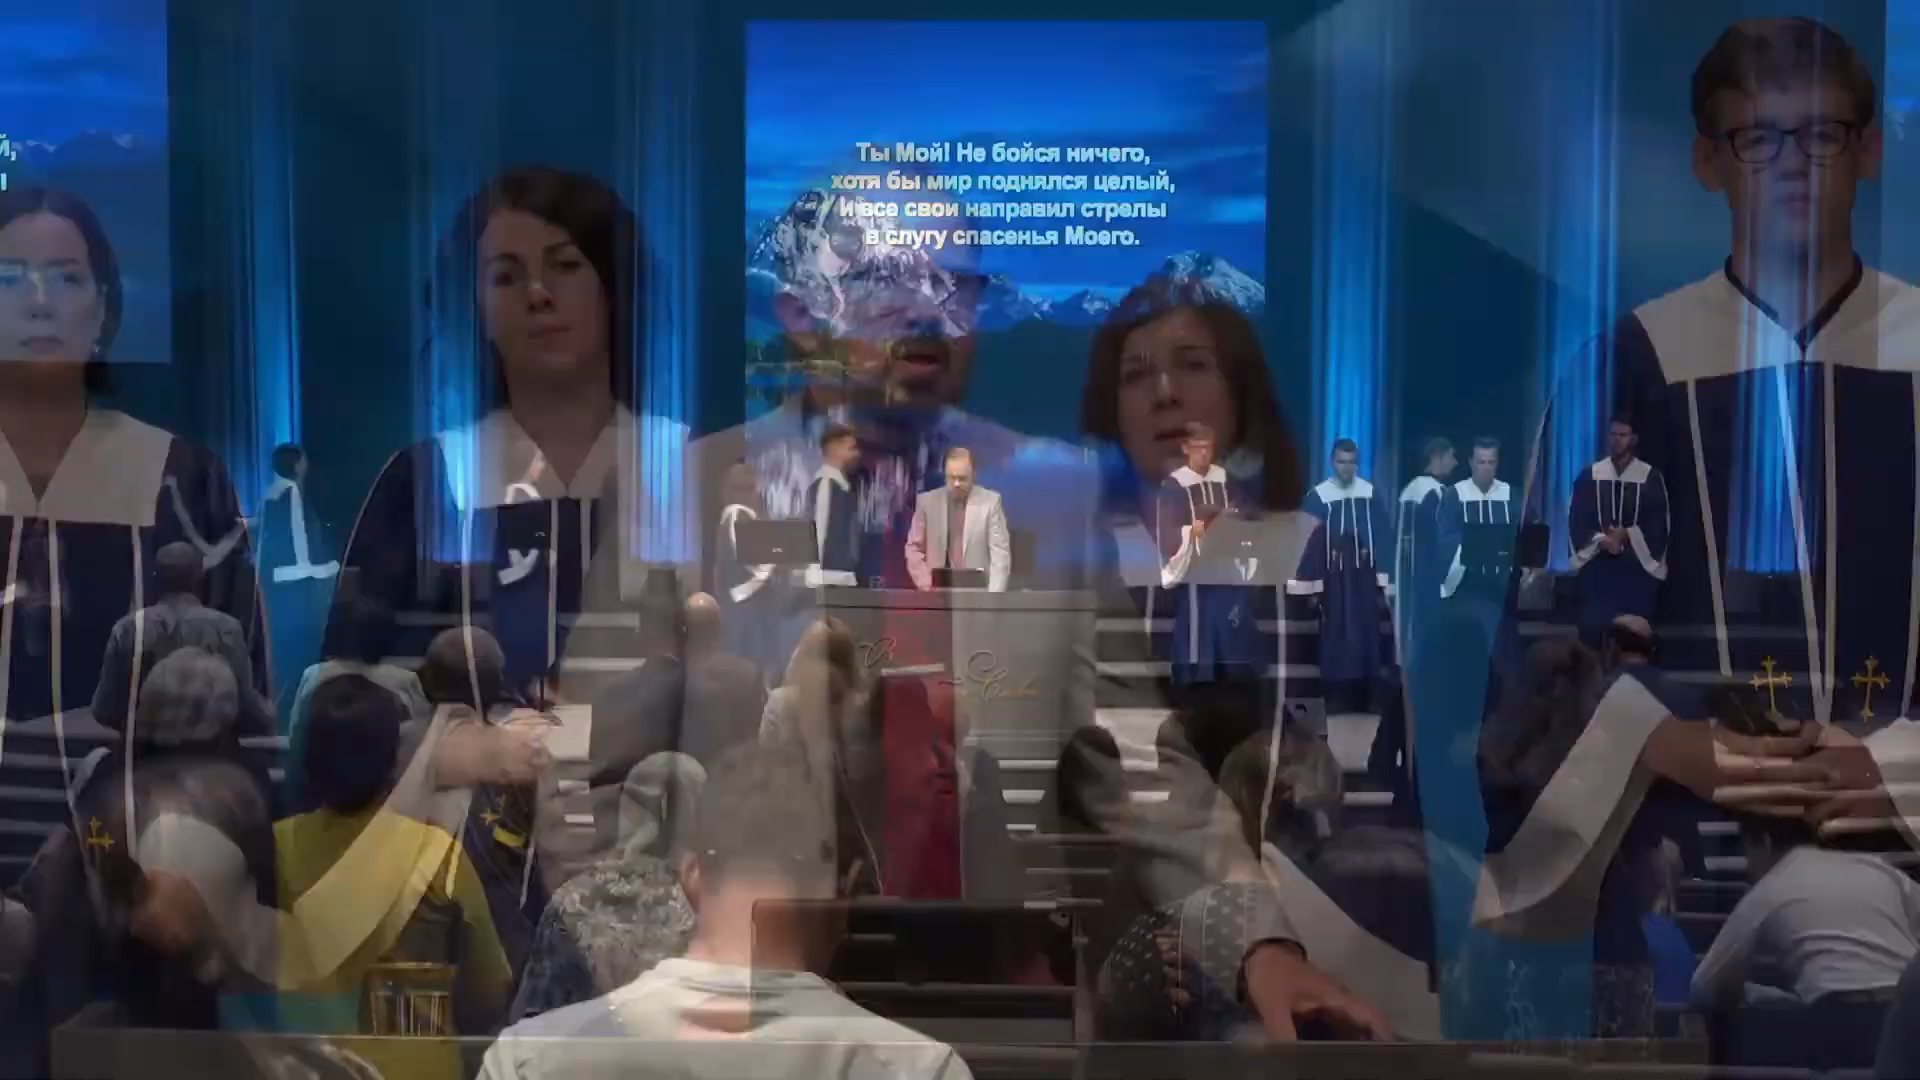 Ты Мой! Не бойся ничего,
хотя бы мир поднялся целый,
И все свои направил стрелы
в слугу спасенья Моего.
й,
!